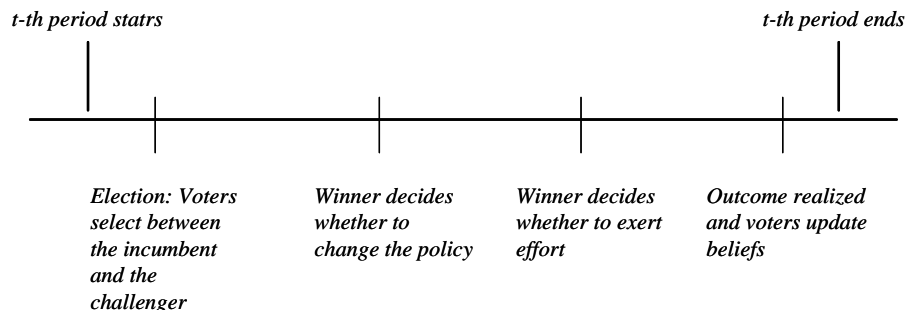 t-th period statrs
t-th period ends
Election: Voters
select between
the incumbent
and the
challenger
Winner decides
whether to
change the policy
Winner decides
whether to exert
effort
Outcome realized
and voters update
beliefs